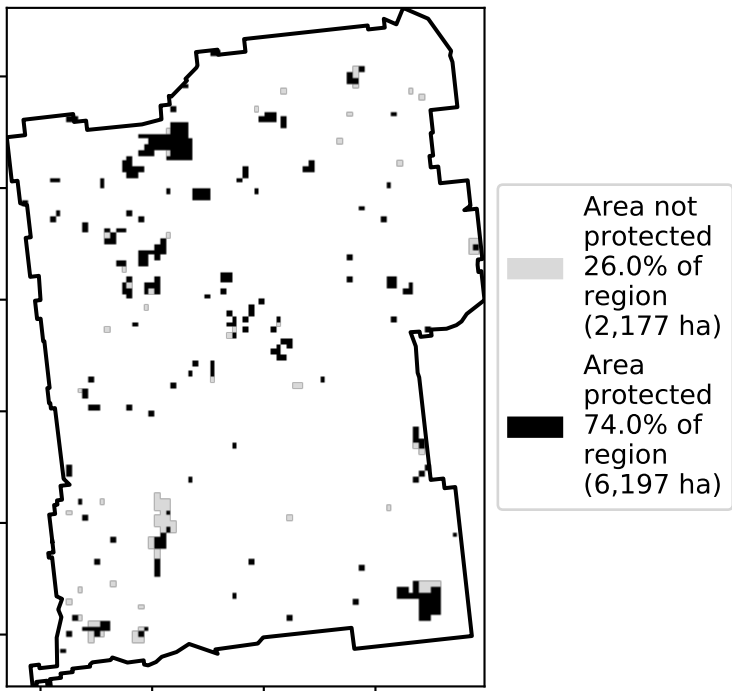 Area not
protected
26.0% of
region
(2,177 ha)
Area
protected
74.0% of
region
(6,197 ha)